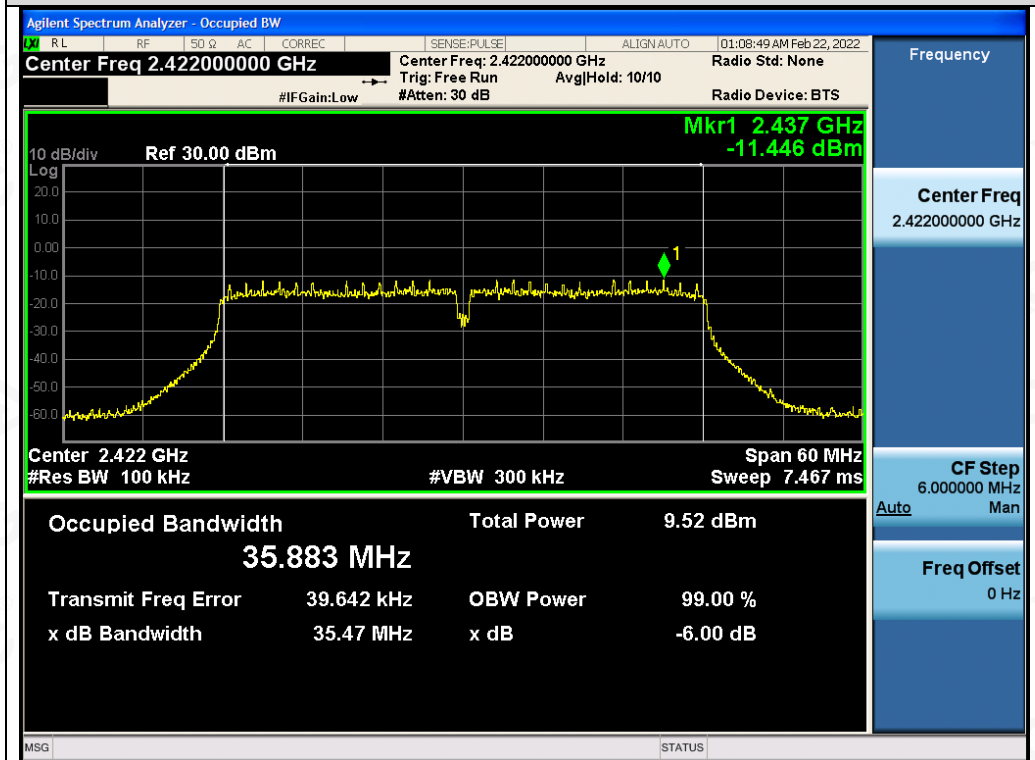 Agilent Spectrum Analyzer - Occupied BW
LXI RL RF 50 Ω AC CORREC SENSE:PULSE ALIGN AUTO 01:08:49 AM Feb 22, 2022
Center Freq 2.422000000 GHz
Center Freq: 2.422000000 GHz
Radio Std: None
Trig: Free Run Avg|Hold: 10/10
#IFGain:Low
#Atten: 30 dB
Radio Device: BTS
Mkr1 2.437 GHz
-11.446 dBm
10 dB/div Ref 30.00 dBm
Log
20.0
10.0
0.00
-10.0
-20.0
-30.0
-40.0
-50.0
-60.0
1
Center 2.422 GHz Span 60 MHz
#Res BW 100 kHz #VBW 300 kHz Sweep 7.467 ms
Occupied Bandwidth
35.883 MHz
Total Power 9.52 dBm
Transmit Freq Error 39.642 kHz OBW Power 99.00 %
x dB Bandwidth 35.47 MHz x dB -6.00 dB
Frequency
Center Freq
2.422000000 GHz
CF Step
6.000000 MHz
Auto Man
Freq Offset
0 Hz
MSG STATUS